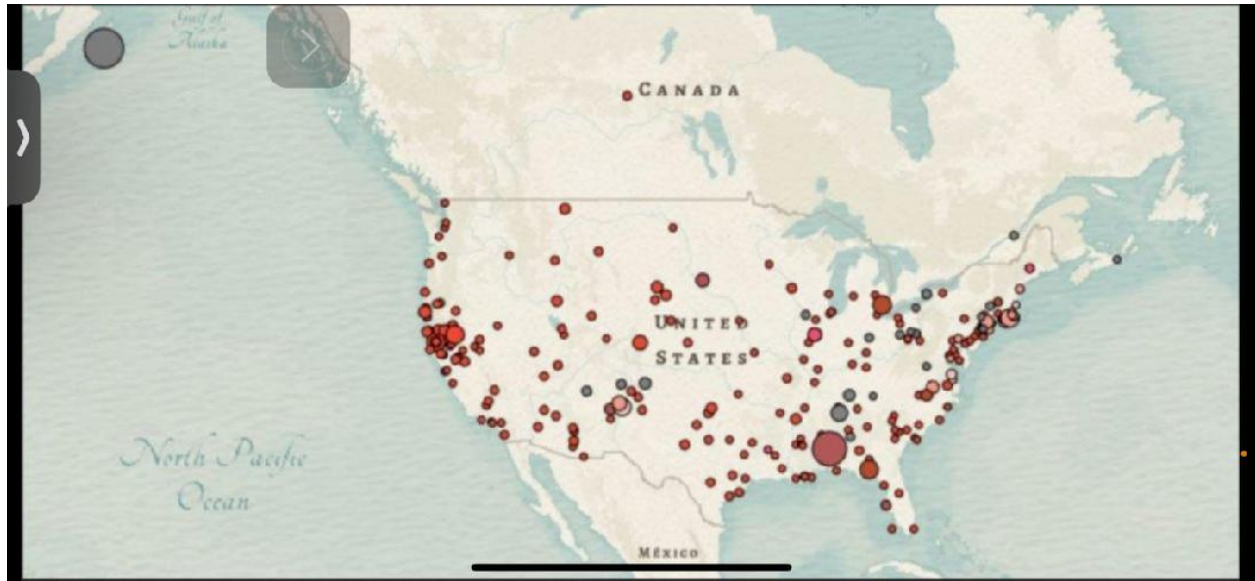 Gulf of
Alaska
CANADA
UNITED
STATES
North Pacific
Ocean
MÉXICO